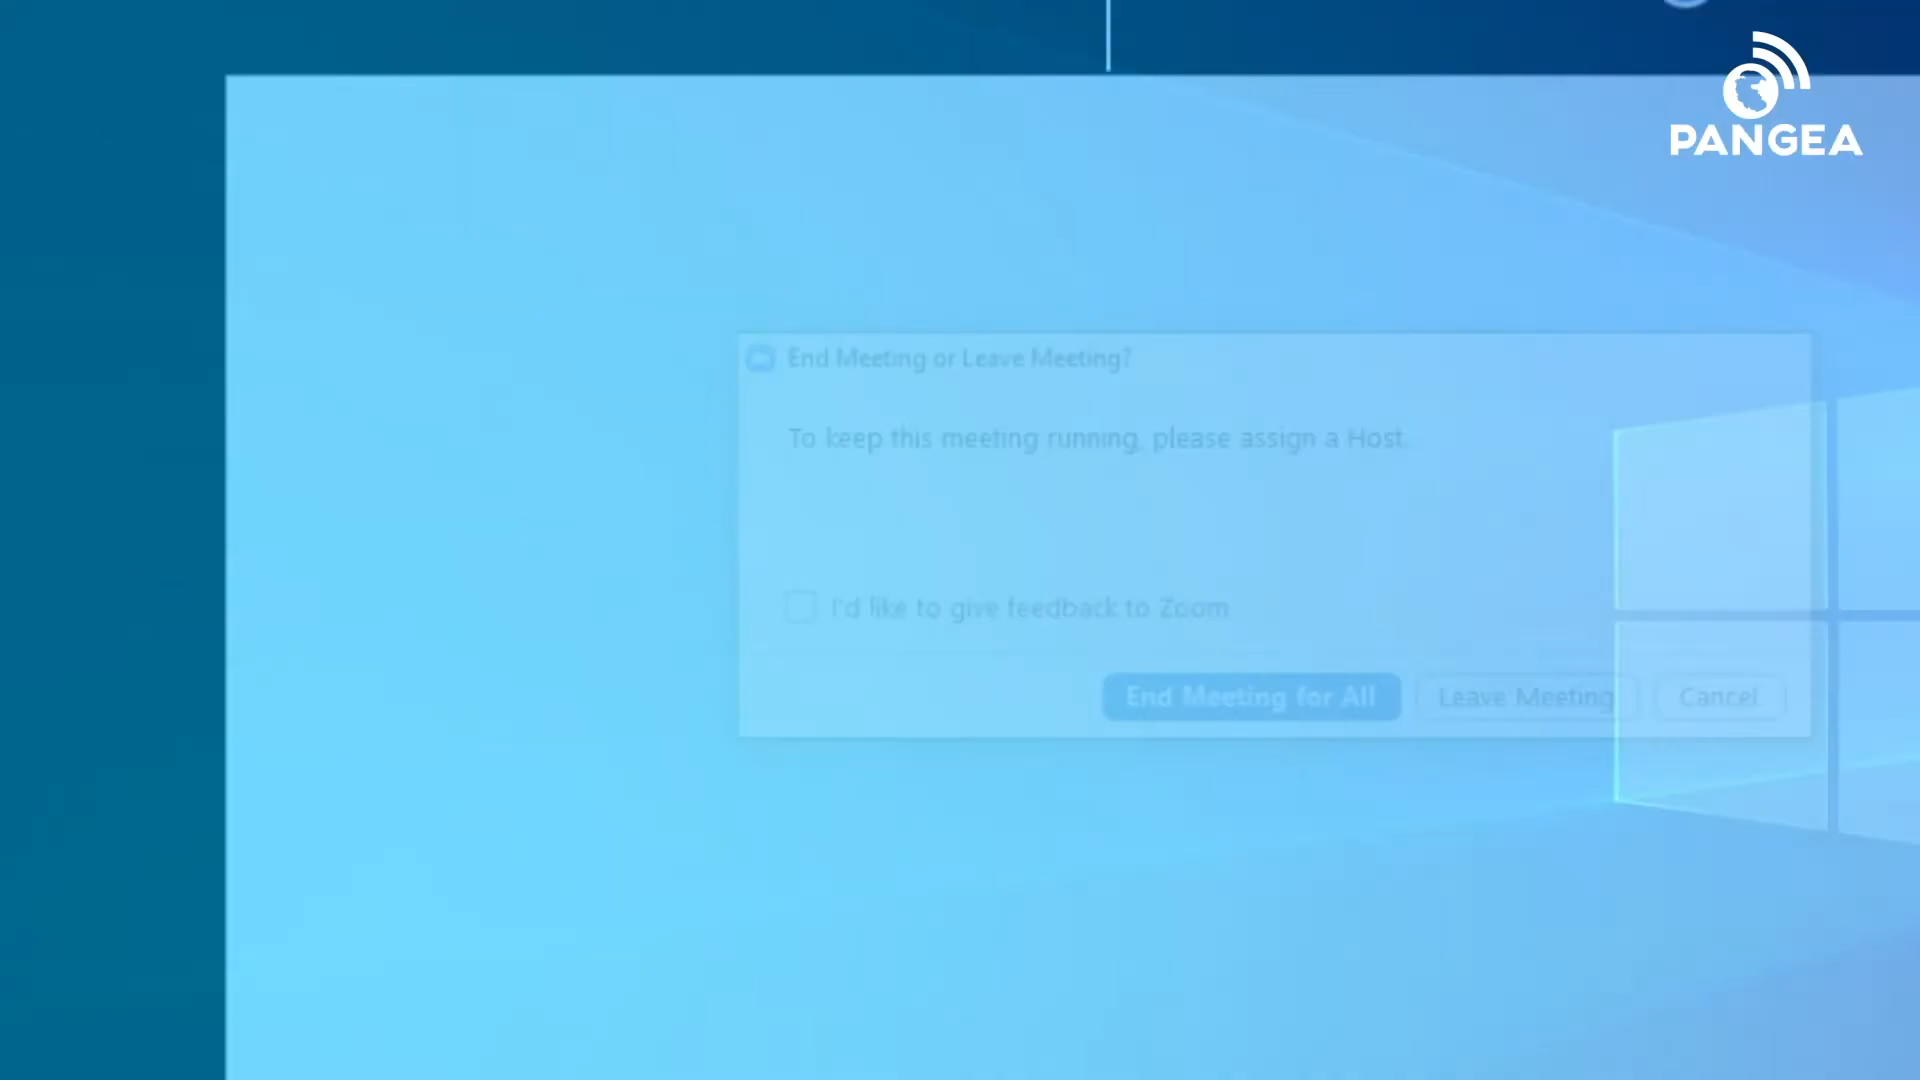 PANGEA
End Meeting or Leave Meeting?
To keep this meeting running, please assign a Host.
I'd like to give feedback to Zoom
End Meeting for All
Leave Meeting
Cancel